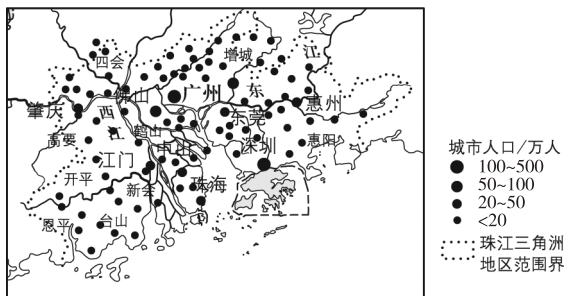 四会
增城
江
广州
佛山
东
肇庆
西
惠州
东莞
高要
江
鹤山
中山
惠阳
深圳
江门
开平
新会
珠海
恩平
台山
城市人口/万人
100~500
50~100
20~50
<20
珠江三角洲
地区范围界